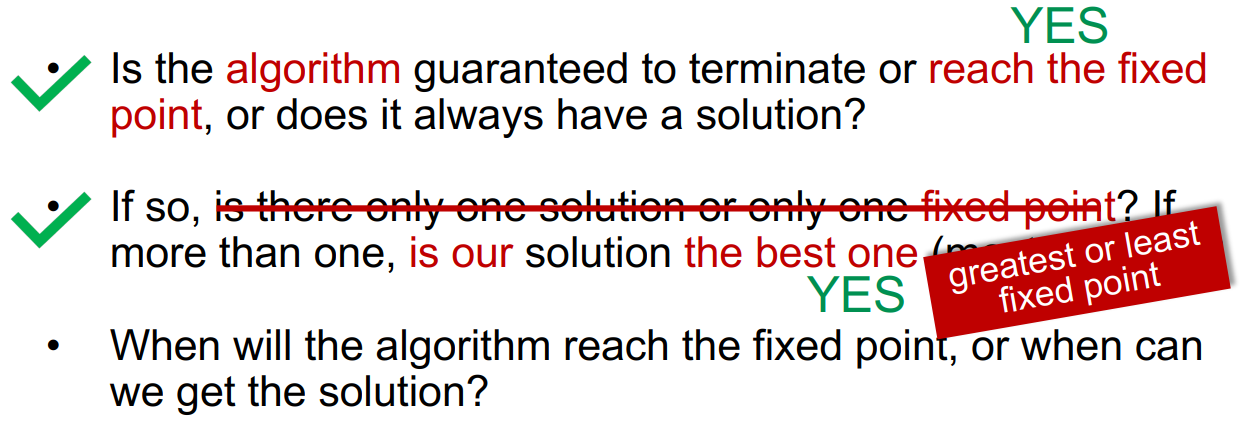 YES
• Is the algorithm guaranteed to terminate or reach the fixed
point, or does it always have a solution?
• If so, is there only one solution or only one fixed point? If
more than one, is our solution the best one
greatest or least
fixed point
YES
• When will the algorithm reach the fixed point, or when can
we get the solution?